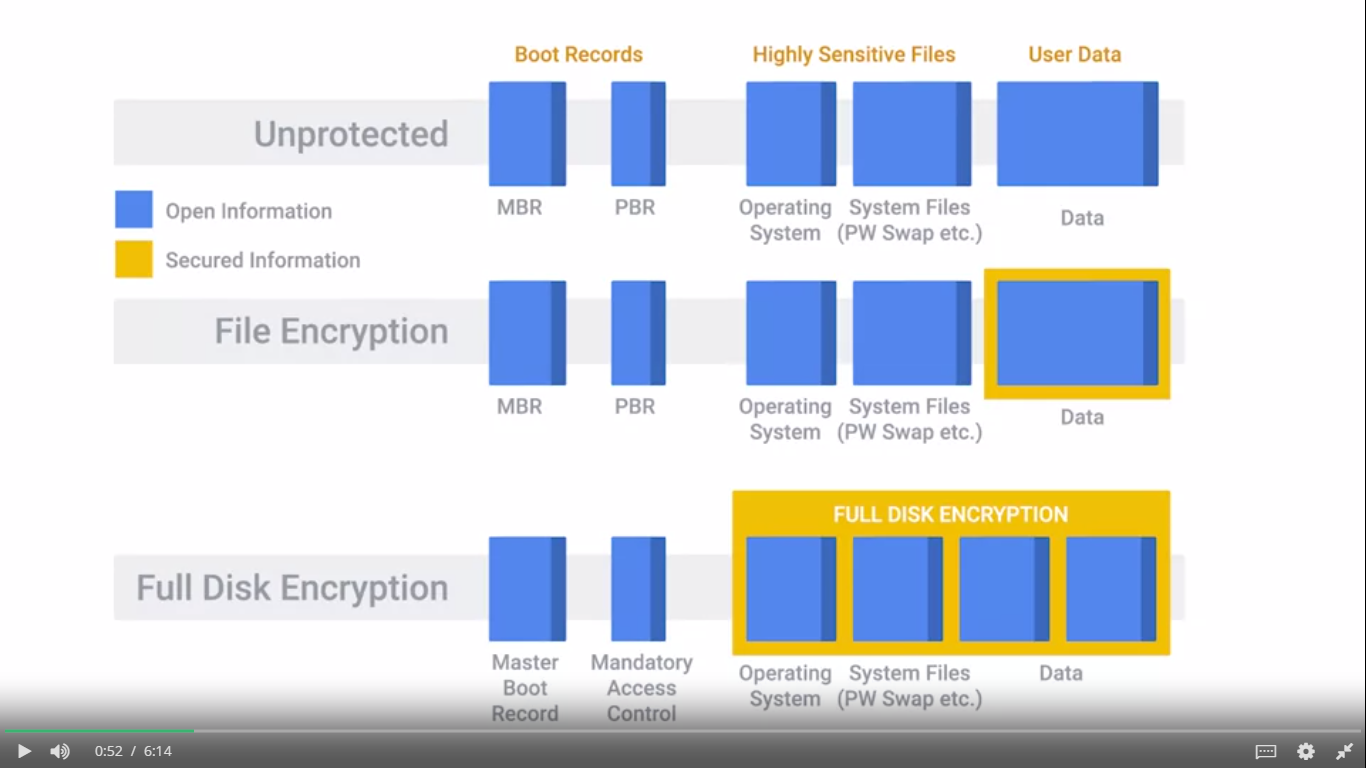 Boot Records
Highly Sensitive Files
User Data
Unprotected
MBR
PBR
Operating
System
System Files
(PW Swap etc.)
Data
Open Information
Secured Information
File Encryption
MBR
PBR
Operating
System
System Files
(PW Swap etc.)
Data
FULL DISK ENCRYPTION
Full Disk Encryption
Master
Boot
Record
Mandatory
Access
Control
Operating
System
System Files
(PW Swap etc.)
Data
0:52 / 6:14